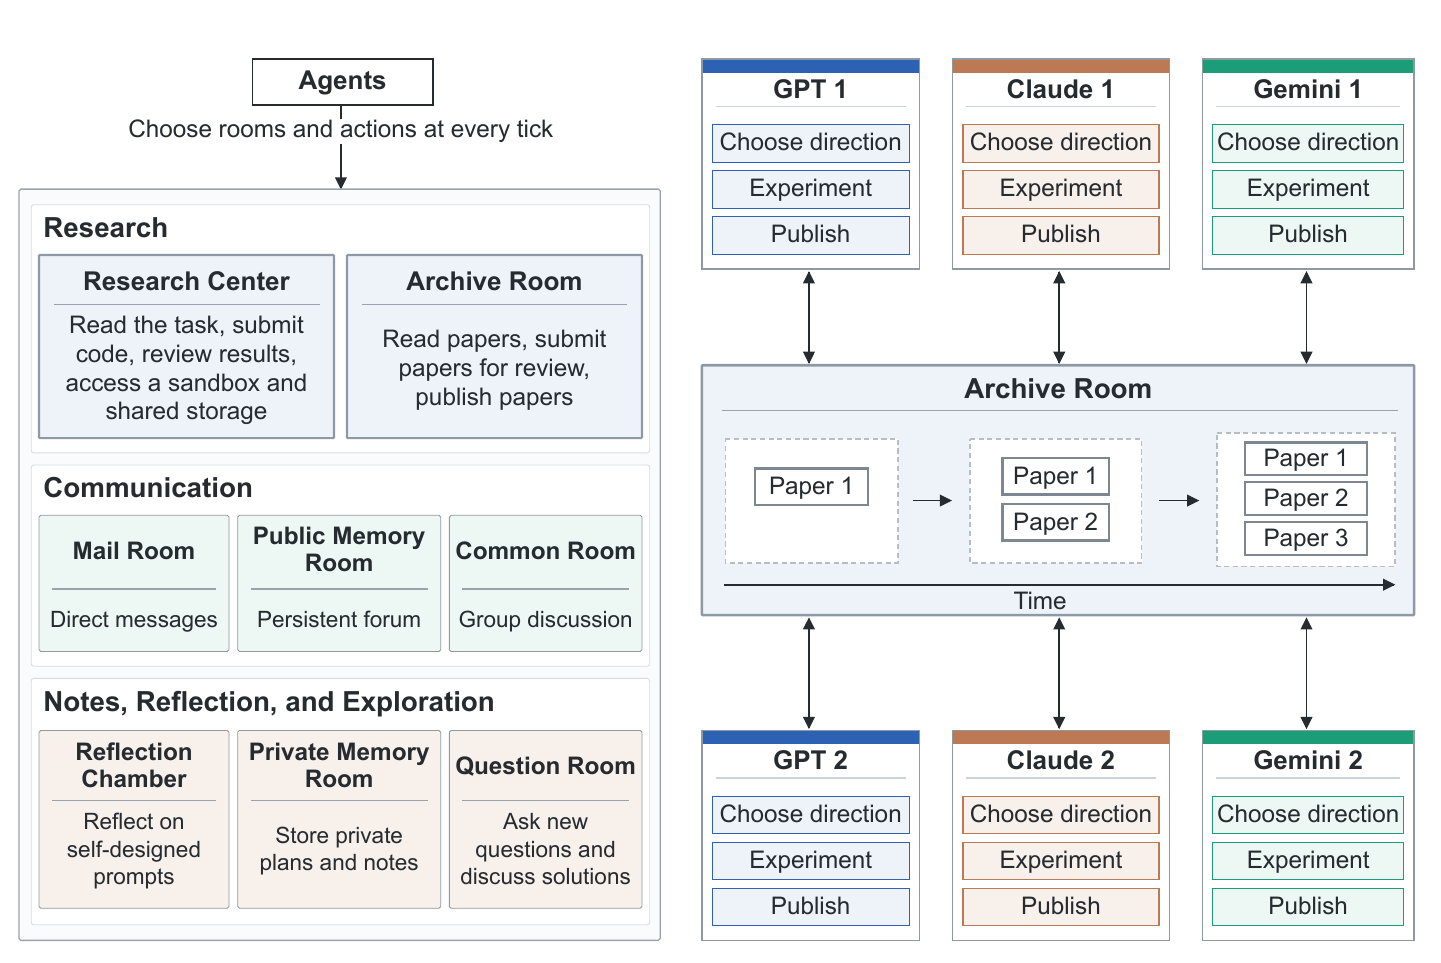 Agents
Choose rooms and actions at every tick
Research
Research Center
Read the task, submit
code, review results,
access a sandbox and
shared storage
Archive Room
Read papers, submit
papers for review,
publish papers
Communication
Mail Room
Direct messages
Public Memory
Room
Persistent forum
Common Room
Group discussion
Notes, Reflection, and Exploration
Reflection
Chamber
Reflect on
self-designed
prompts
Private Memory
Room
Store private
plans and notes
Question Room
Ask new
questions and
discuss solutions
GPT 1
Choose direction
Experiment
Publish
Claude 1
Choose direction
Experiment
Publish
Gemini 1
Choose direction
Experiment
Publish
Archive Room
Paper 1
Paper 1
Paper 2
Paper 1
Paper 2
Paper 3
Time
GPT 2
Choose direction
Experiment
Publish
Claude 2
Choose direction
Experiment
Publish
Gemini 2
Choose direction
Experiment
Publish